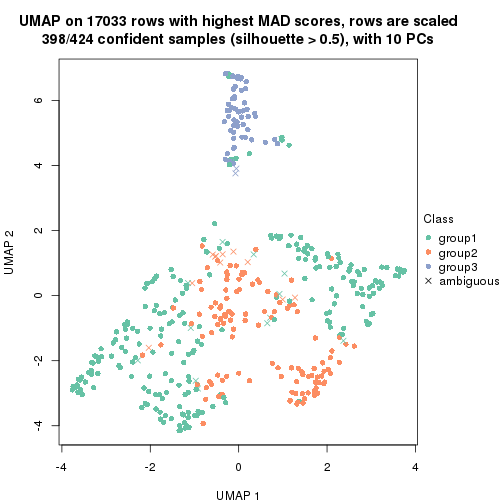 UMAP on 17033 rows with highest MAD scores, rows are scaled
398/424 confident samples (silhouette > 0.5), with 10 PCs
6
4
2
0
-2
-4
UMAP 2
-4
-2
0
2
4
UMAP 1
Class
group1
group2
group3
ambiguous